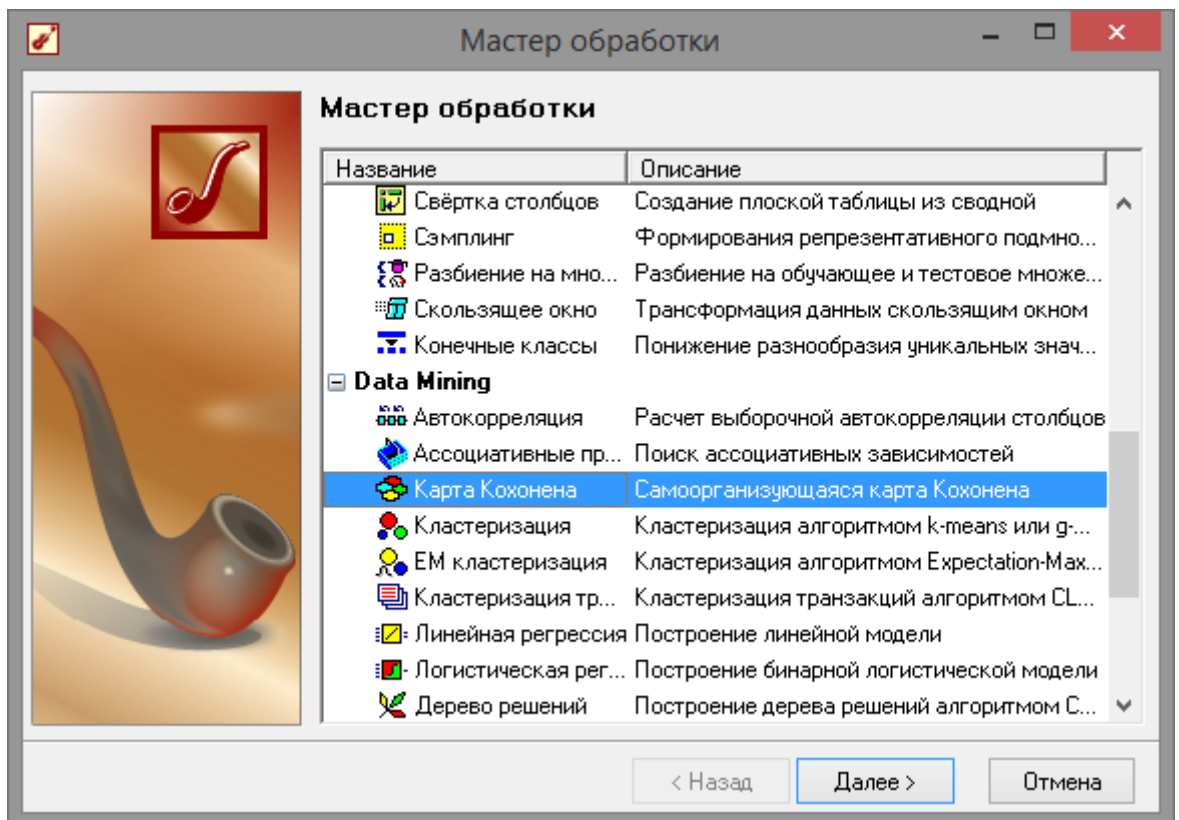 Мастер обработки
Мастер обработки
Название Описание
Свёртка столбцов Создание плоской таблицы из сводной
Сэмплинг Формирования репрезентативного подмно...
Разбиение на мно... Разбиение на обучающее и тестовое множе...
Скользящее окно Трансформация данных скользящим окном
Конечные классы Понижение разнообразия уникальных знач...
Data Mining
Автокорреляция Расчет выборочной автокорреляции столбцов
Ассоциативные пр... Поиск ассоциативных зависимостей
Карта Кохонена Самоорганизующаяся карта Кохонена
Кластеризация Кластеризация алгоритмом k-means или g-...
EM кластеризация Кластеризация алгоритмом Expectation-Max...
Кластеризация тр... Кластеризация транзакций алгоритмом CL...
Линейная регрессия Построение линейной модели
Логистическая рег... Построение бинарной логистической модели
Дерево решений Построение дерева решений алгоритмом C...
< Назад Далее > Отмена